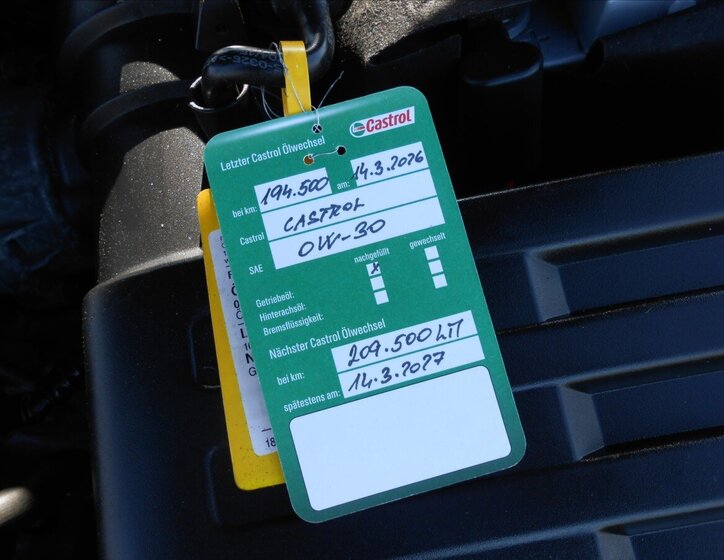 Castrol
Letzter Castrol Ölwechsel
bei km: 194.500 am: 14.3.2026
Castrol CASTROL
SAE 0W-30
nachgefüllt gewechselt
Getriebeöl: X
Hinterachsöl:
Bremsflüssigkeit:
Nächster Castrol Ölwechsel
bei km: 209.500 KM
spätestens am: 14.3.2027